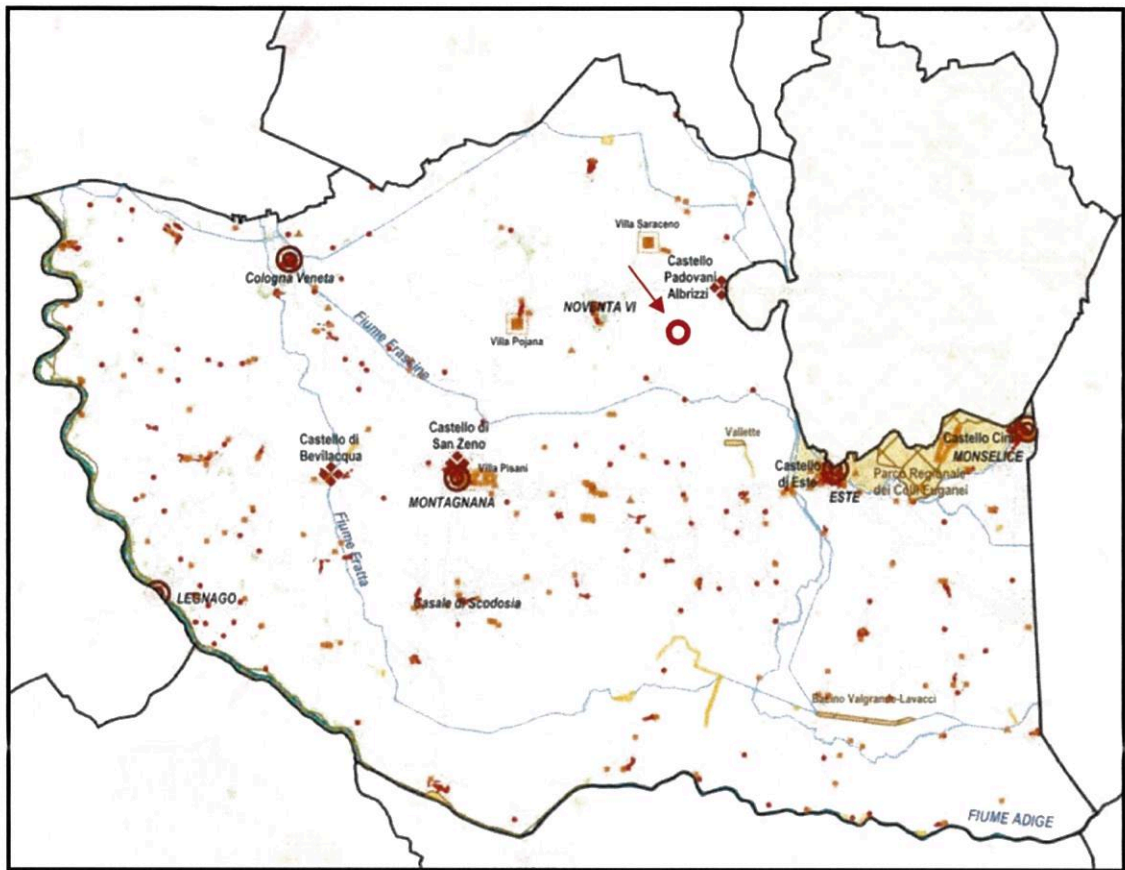 Villa Saraceno
Castello
Padovani
Albrizzi
Cologna Veneta
NOVENTA VI
Fiume Frassine
Villa Pojana
Castello di
San Zeno
Castello di
Bevilacqua
Villa Pisani
MONTAGNANA
Vallette
Castello
di Este
ESTE
Castello Cini
MONSELICE
Parco Regionale
dei Colli Euganei
Fiume Fratta
LEGNAGO
Casale di Scodosia
Bacino Valgrande-Lavacci
FIUME ADIGE